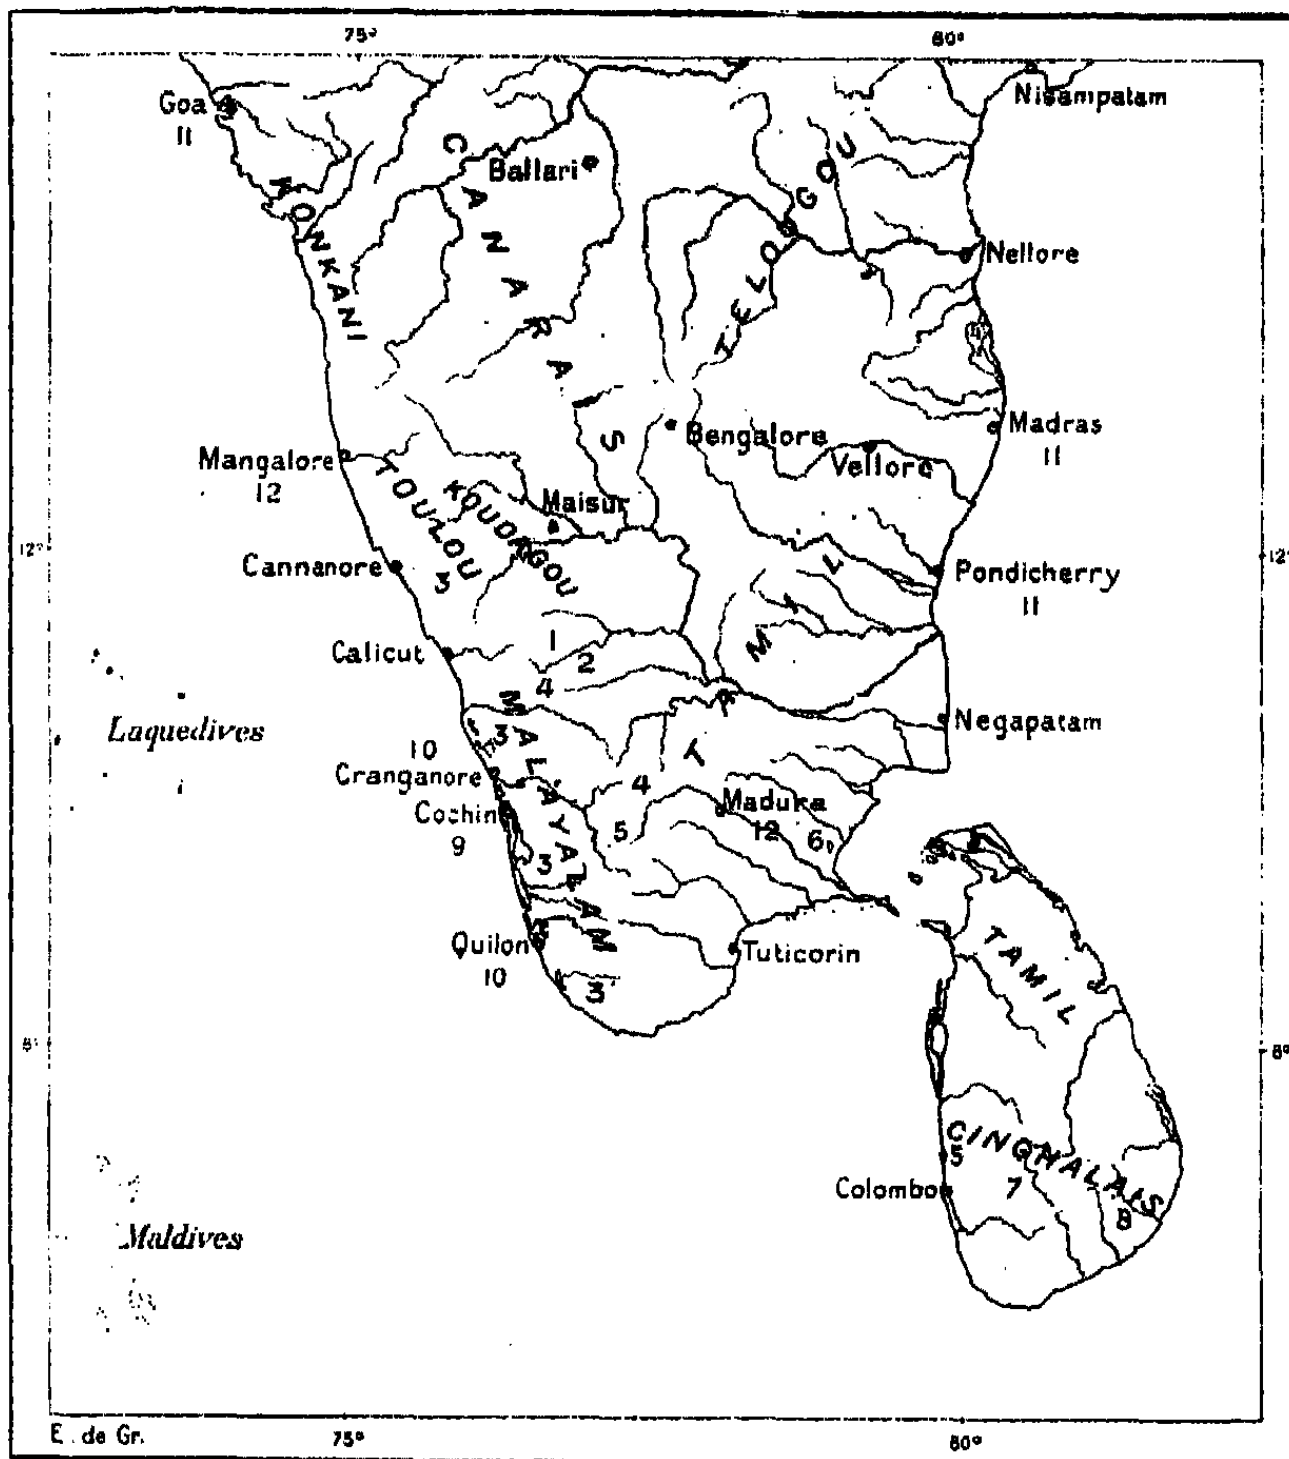 75°
80°
Goa
11
Nisampatam
CANARAIS
Ballari
TELOUGOU
KONKANI
Nellore
Madras
11
Bengalore
Vellore
Mangalore
12
TOULOU
KOUDAGOU
Maisur
12°
12°
Cannanore
3
Pondicherry
11
TAMIL
1
Calicut
2
4
MALAYALAM
3
Negapatam
Laquedives
10
Cranganore
4
Madura
12
Cochin
5
6
9
3
Quilon
10
Tuticorin
3
TAMIL
8°
8°
CINGHALAIS
5
Colombo
7
8
Maldives
E. de Gr.
75°
80°